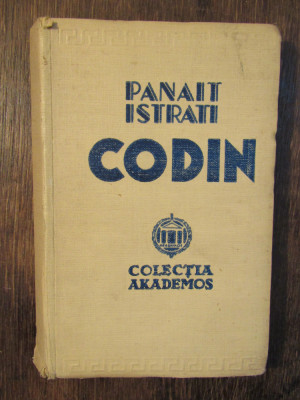 PANAIT
ISTRATI
CODIN
COLECȚIA
AKADEMOS